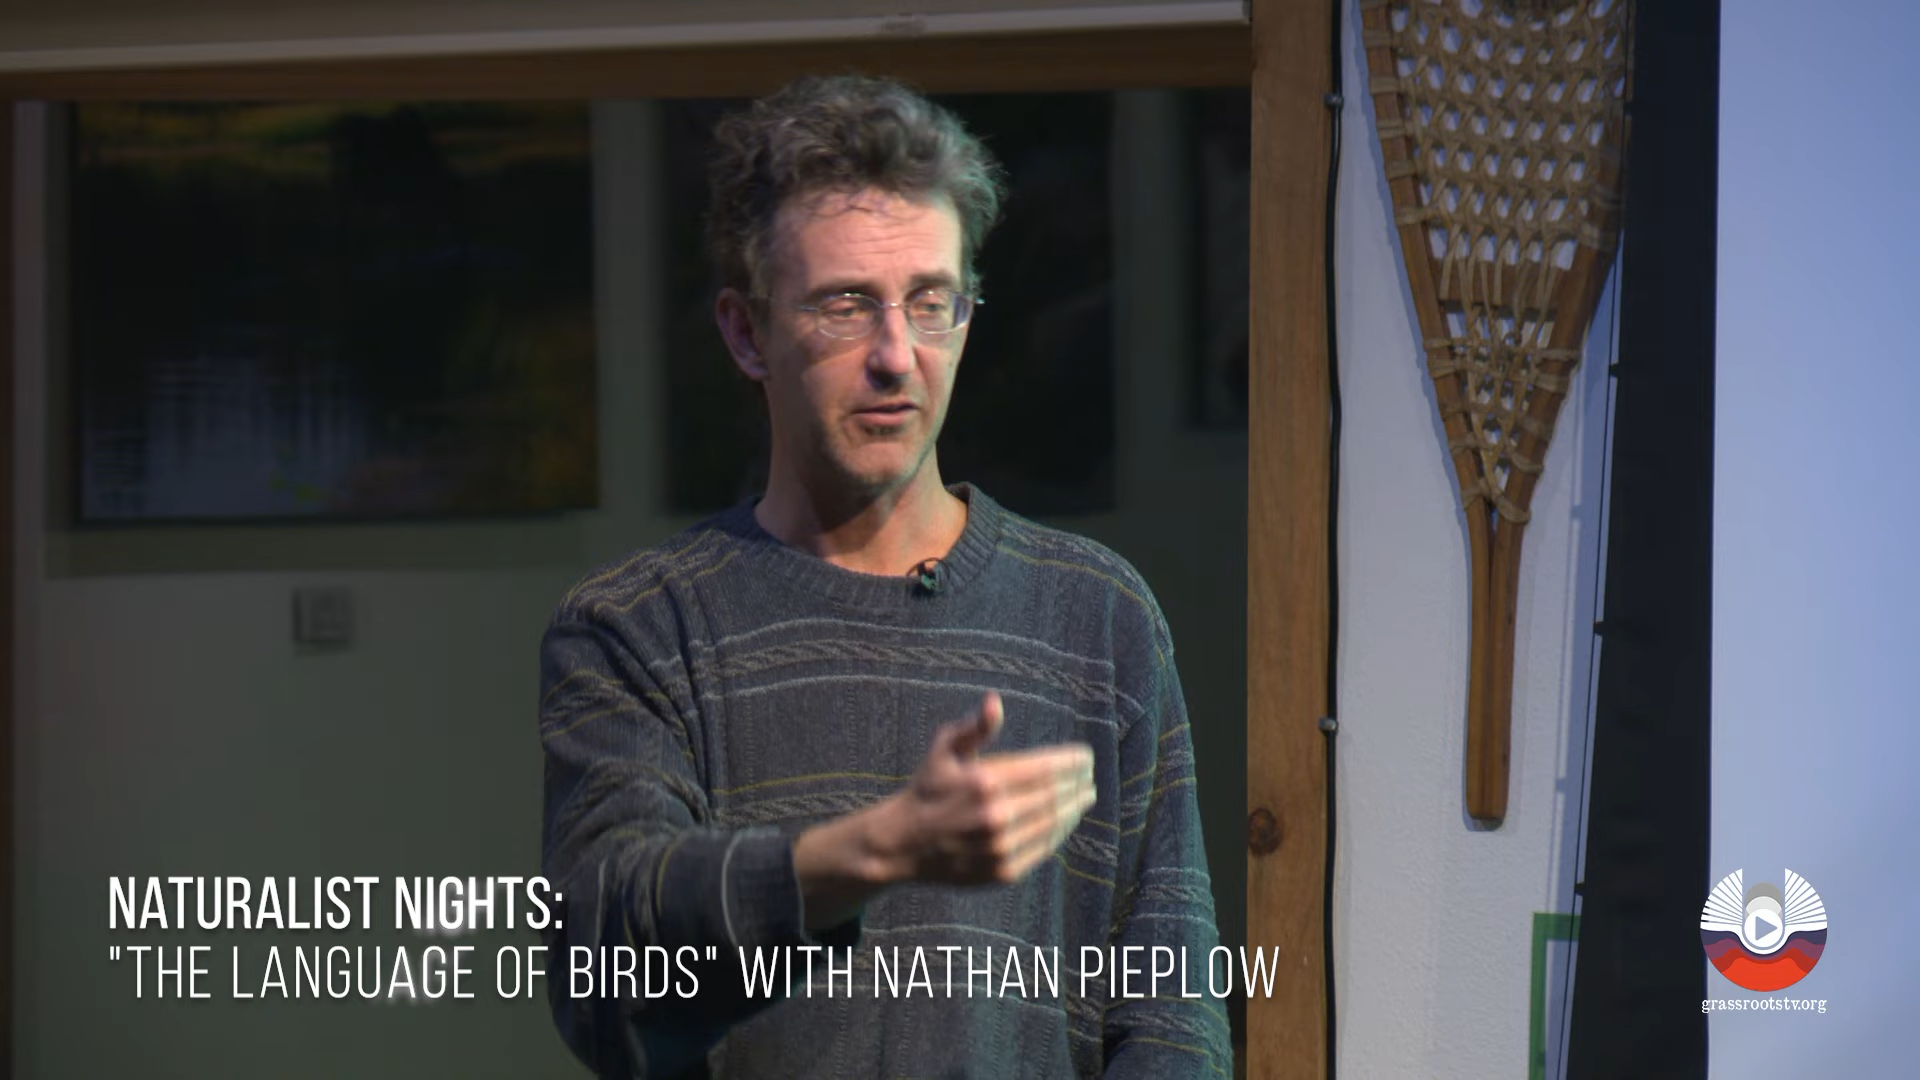 NATURALIST NIGHTS:
"THE LANGUAGE OF BIRDS" WITH NATHAN PIEPLOW
grassrootstv.org